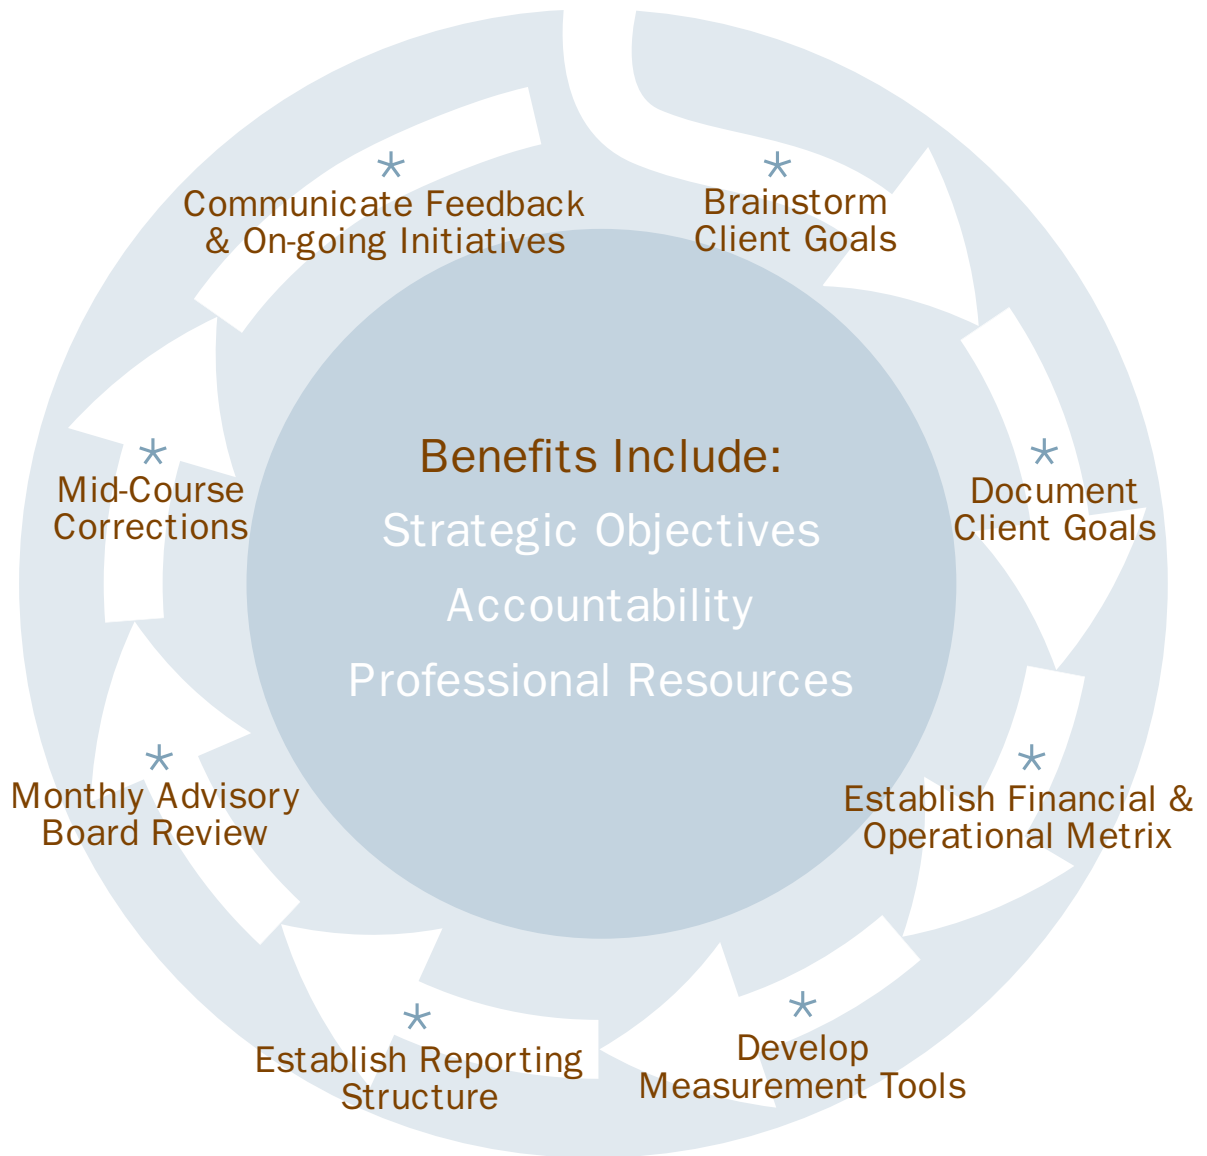 Communicate Feedback
& On-going Initiatives
Brainstorm
Client Goals
Mid-Course
Corrections
Benefits Include:
Strategic Objectives
Accountability
Professional Resources
Document
Client Goals
Monthly Advisory
Board Review
Establish Financial &
Operational Metrix
Establish Reporting
Structure
Develop
Measurement Tools